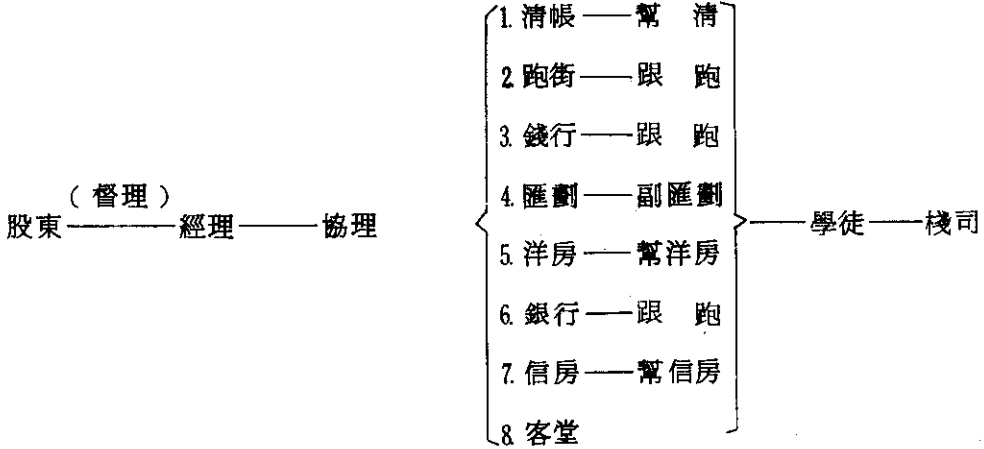 1. 清帳——幫 清
2. 跑街——跟 跑
3. 錢行——跟 跑
4. 匯劃——副匯劃
(督理)
股東——經理——協理
——學徒——棧司
5. 洋房——幫洋房
6. 銀行——跟 跑
7. 信房——幫信房
8. 客堂